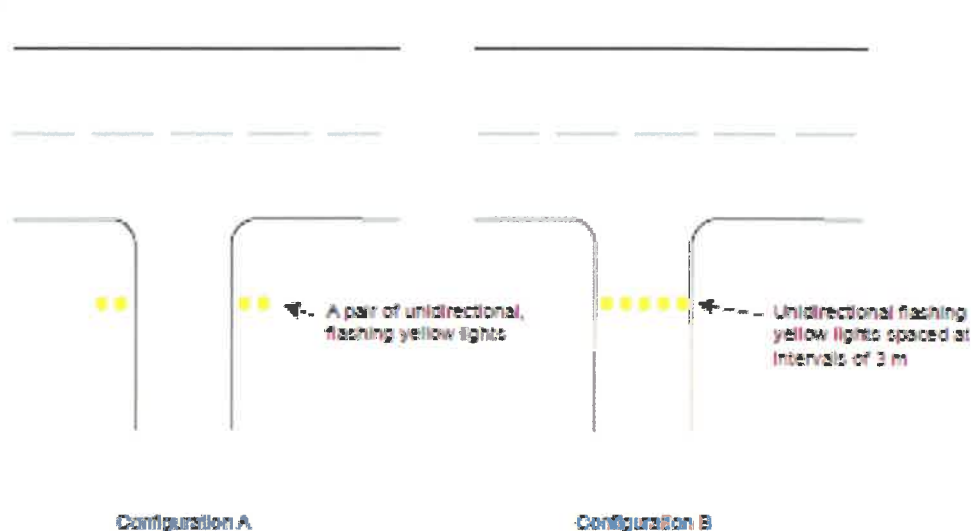 A pair of unidirectional,
flashing yellow lights
Unidirectional flashing
yellow lights spaced at
intervals of 3 m
Configuration A
Configuration B